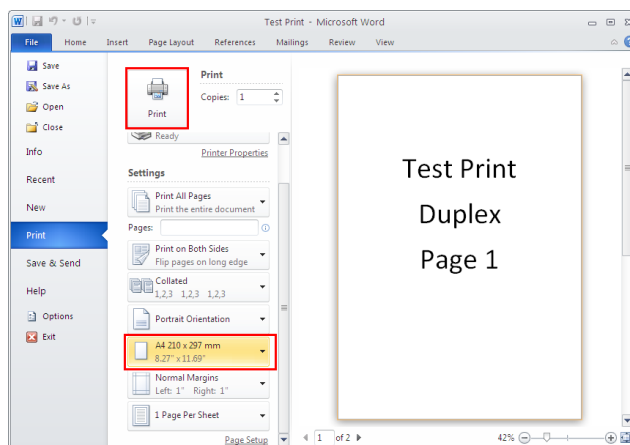 Test Print - Microsoft Word
File Home Insert Page Layout References Mailings Review View
Save
Save As
Open
Close
Info
Recent
New
Print
Save & Send
Help
Options
Exit
Print
Print
Copies: 1
Ready
Printer Properties
Settings
Print All Pages
Print the entire document
Pages:
Print on Both Sides
Flip pages on long edge
Collated
1,2,3 1,2,3 1,2,3
Portrait Orientation
A4 210 x 297 mm
8.27" x 11.69"
Normal Margins
Left: 1" Right: 1"
1 Page Per Sheet
Page Setup
Test Print
Duplex
Page 1
1 of 2
42%